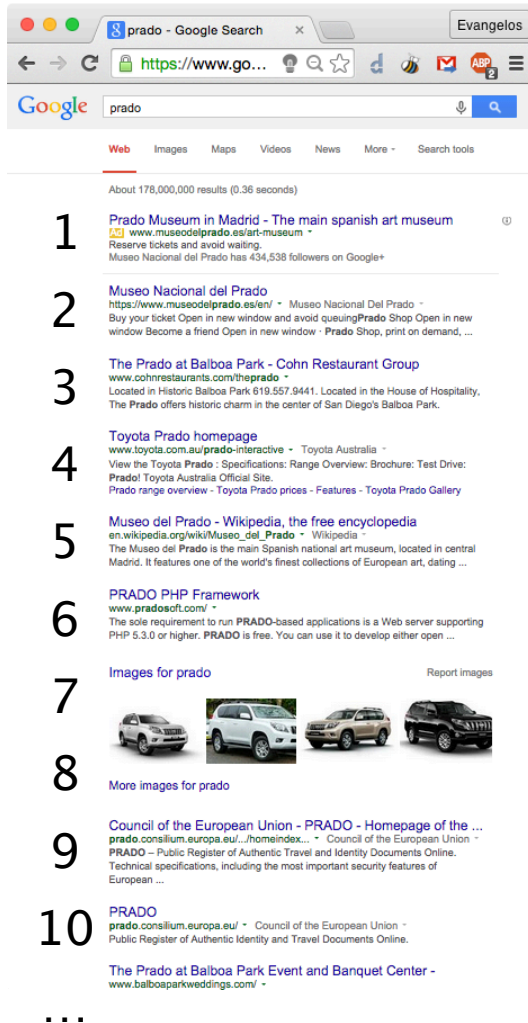 prado - Google Search
Evangelos
https://www.go...
ABP
2
Google
prado
Web Images Maps Videos News More Search tools
About 178,000,000 results (0.36 seconds)
1
Prado Museum in Madrid - The main spanish art museum
Ad www.museodelprado.es/art-museum
Reserve tickets and avoid waiting.
Museo Nacional del Prado has 434,538 followers on Google+
2
Museo Nacional del Prado
https://www.museodelprado.es/en/ Museo Nacional Del Prado
Buy your ticket Open in new window and avoid queuingPrado Shop Open in new
window Become a friend Open in new window · Prado Shop, print on demand, ...
3
The Prado at Balboa Park - Cohn Restaurant Group
www.cohnrestaurants.com/theprado
Located in Historic Balboa Park 619.557.9441. Located in the House of Hospitality,
The Prado offers historic charm in the center of San Diego's Balboa Park.
4
Toyota Prado homepage
www.toyota.com.au/prado-interactive Toyota Australia
View the Toyota Prado : Specifications: Range Overview: Brochure: Test Drive:
Prado! Toyota Australia Official Site.
Prado range overview - Toyota Prado prices - Features - Toyota Prado Gallery
5
Museo del Prado - Wikipedia, the free encyclopedia
en.wikipedia.org/wiki/Museo_del_Prado Wikipedia
The Museo del Prado is the main Spanish national art museum, located in central
Madrid. It features one of the world's finest collections of European art, dating ...
6
PRADO PHP Framework
www.pradosoft.com/
The sole requirement to run PRADO-based applications is a Web server supporting
PHP 5.3.0 or higher. PRADO is free. You can use it to develop either open ...
7
Images for prado Report images
8
More images for prado
9
Council of the European Union - PRADO - Homepage of the ...
prado.consilium.europa.eu/.../homeindex... Council of the European Union
PRADO – Public Register of Authentic Travel and Identity Documents Online.
Technical specifications, including the most important security features of
European ...
10
PRADO
prado.consilium.europa.eu/ Council of the European Union
Public Register of Authentic Identity and Travel Documents Online.
The Prado at Balboa Park Event and Banquet Center -
www.balboaparkweddings.com/
...